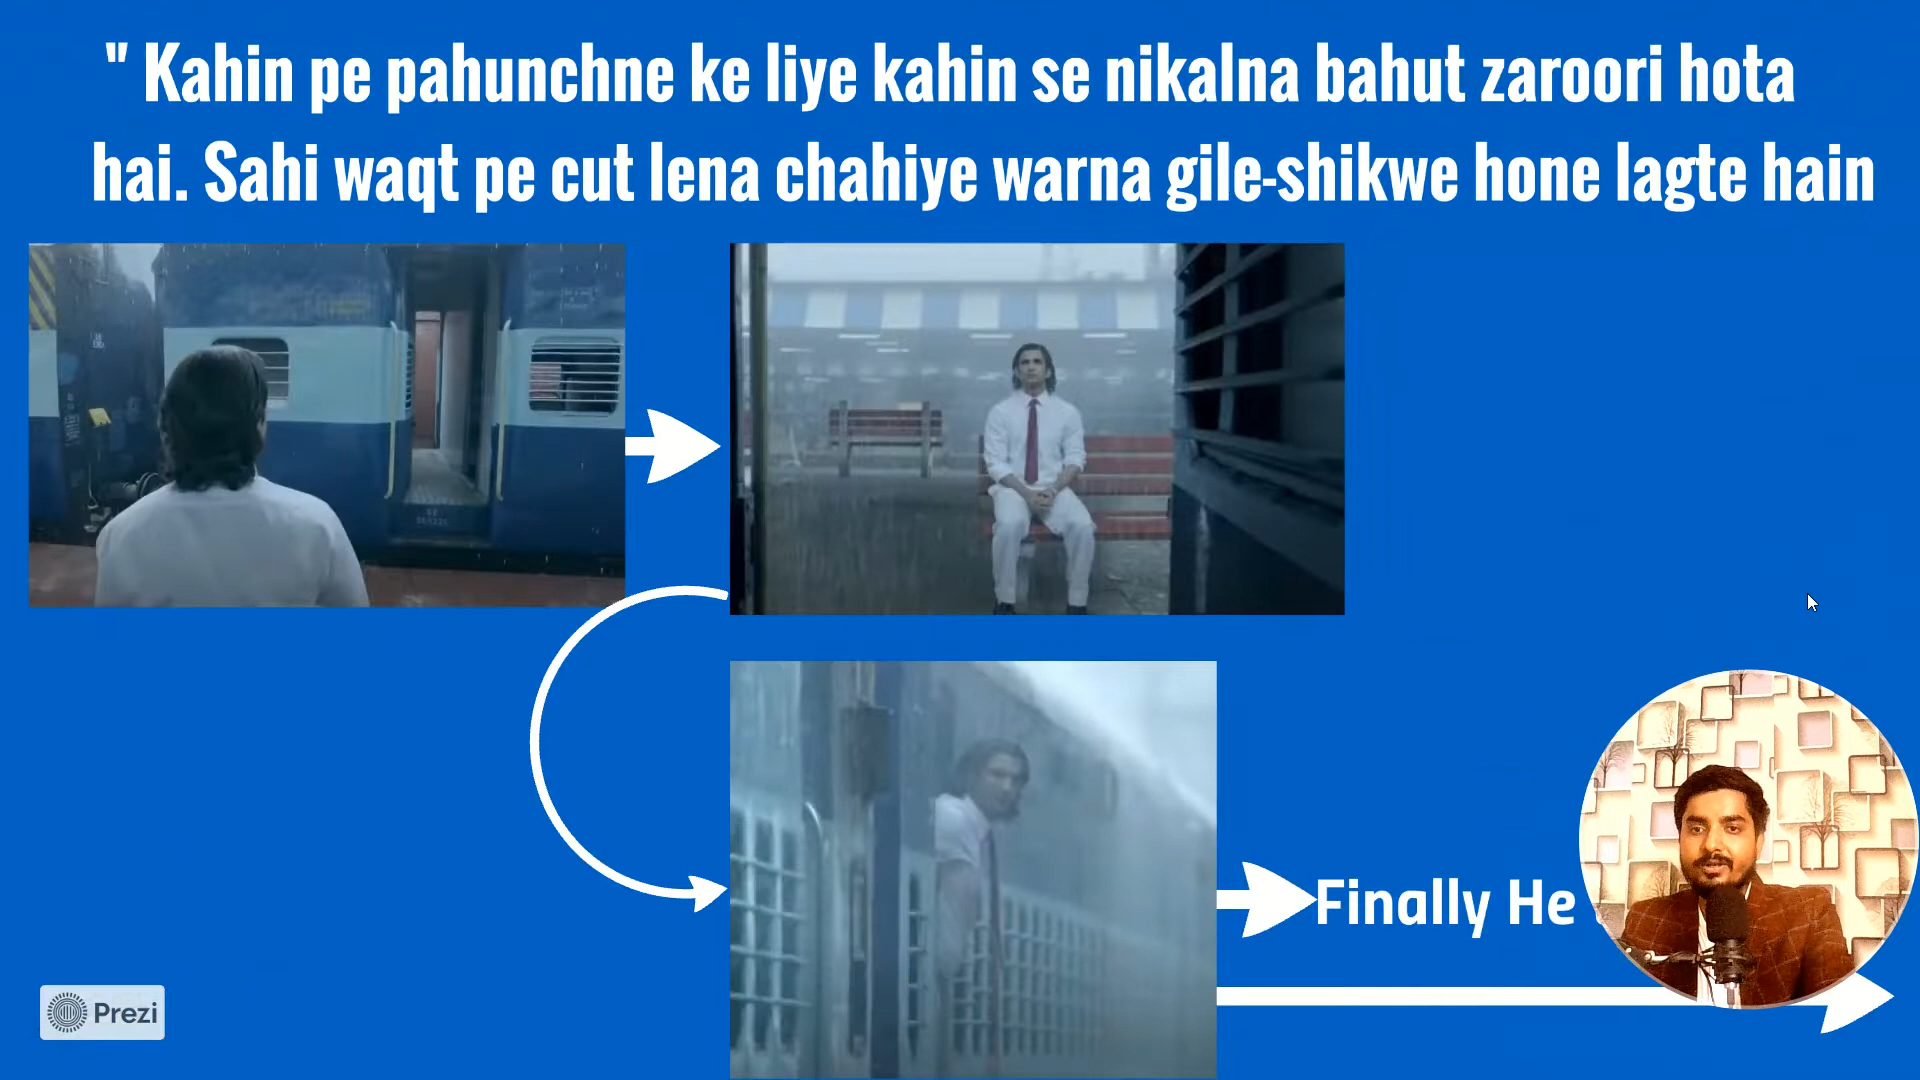 " Kahin pe pahunchne ke liye kahin se nikalna bahut zaroori hota
hai. Sahi waqt pe cut lena chahiye warna gile-shikwe hone lagte hain
Finally He
Prezi